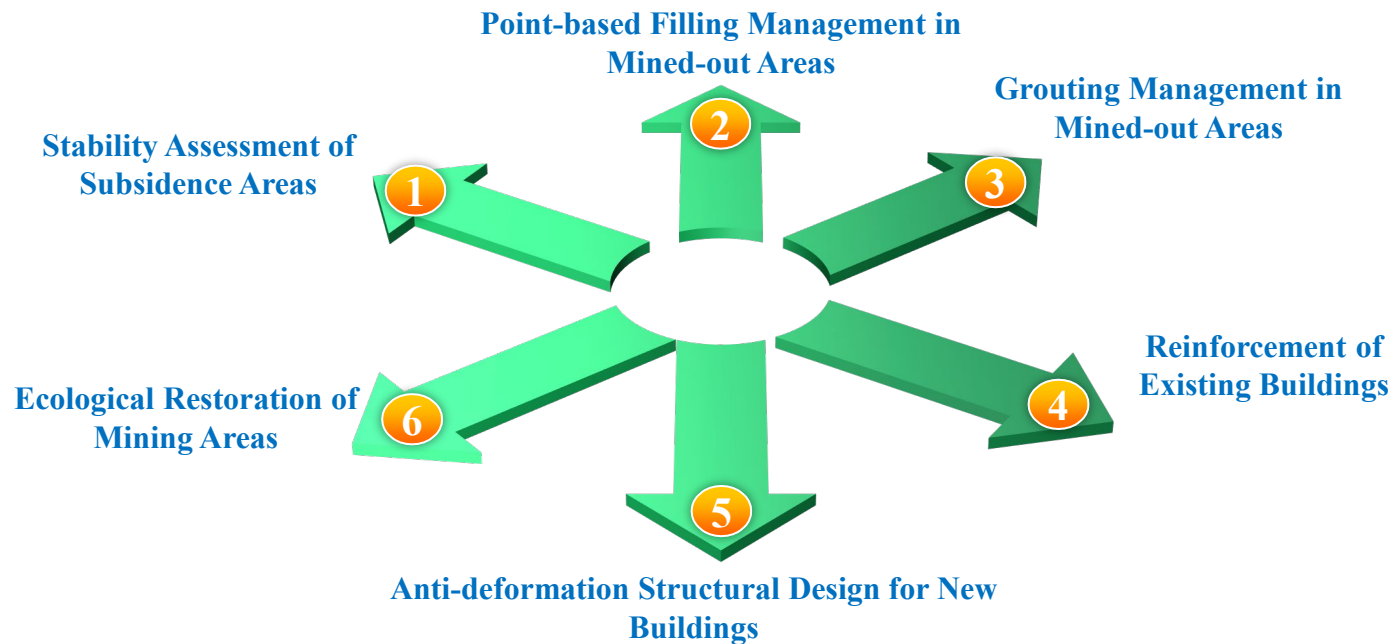 Point-based Filling Management in
Mined-out Areas
2
Grouting Management in
Mined-out Areas
3
Stability Assessment of
Subsidence Areas
1
Reinforcement of
Existing Buildings
4
Ecological Restoration of
Mining Areas
6
5
Anti-deformation Structural Design for New
Buildings